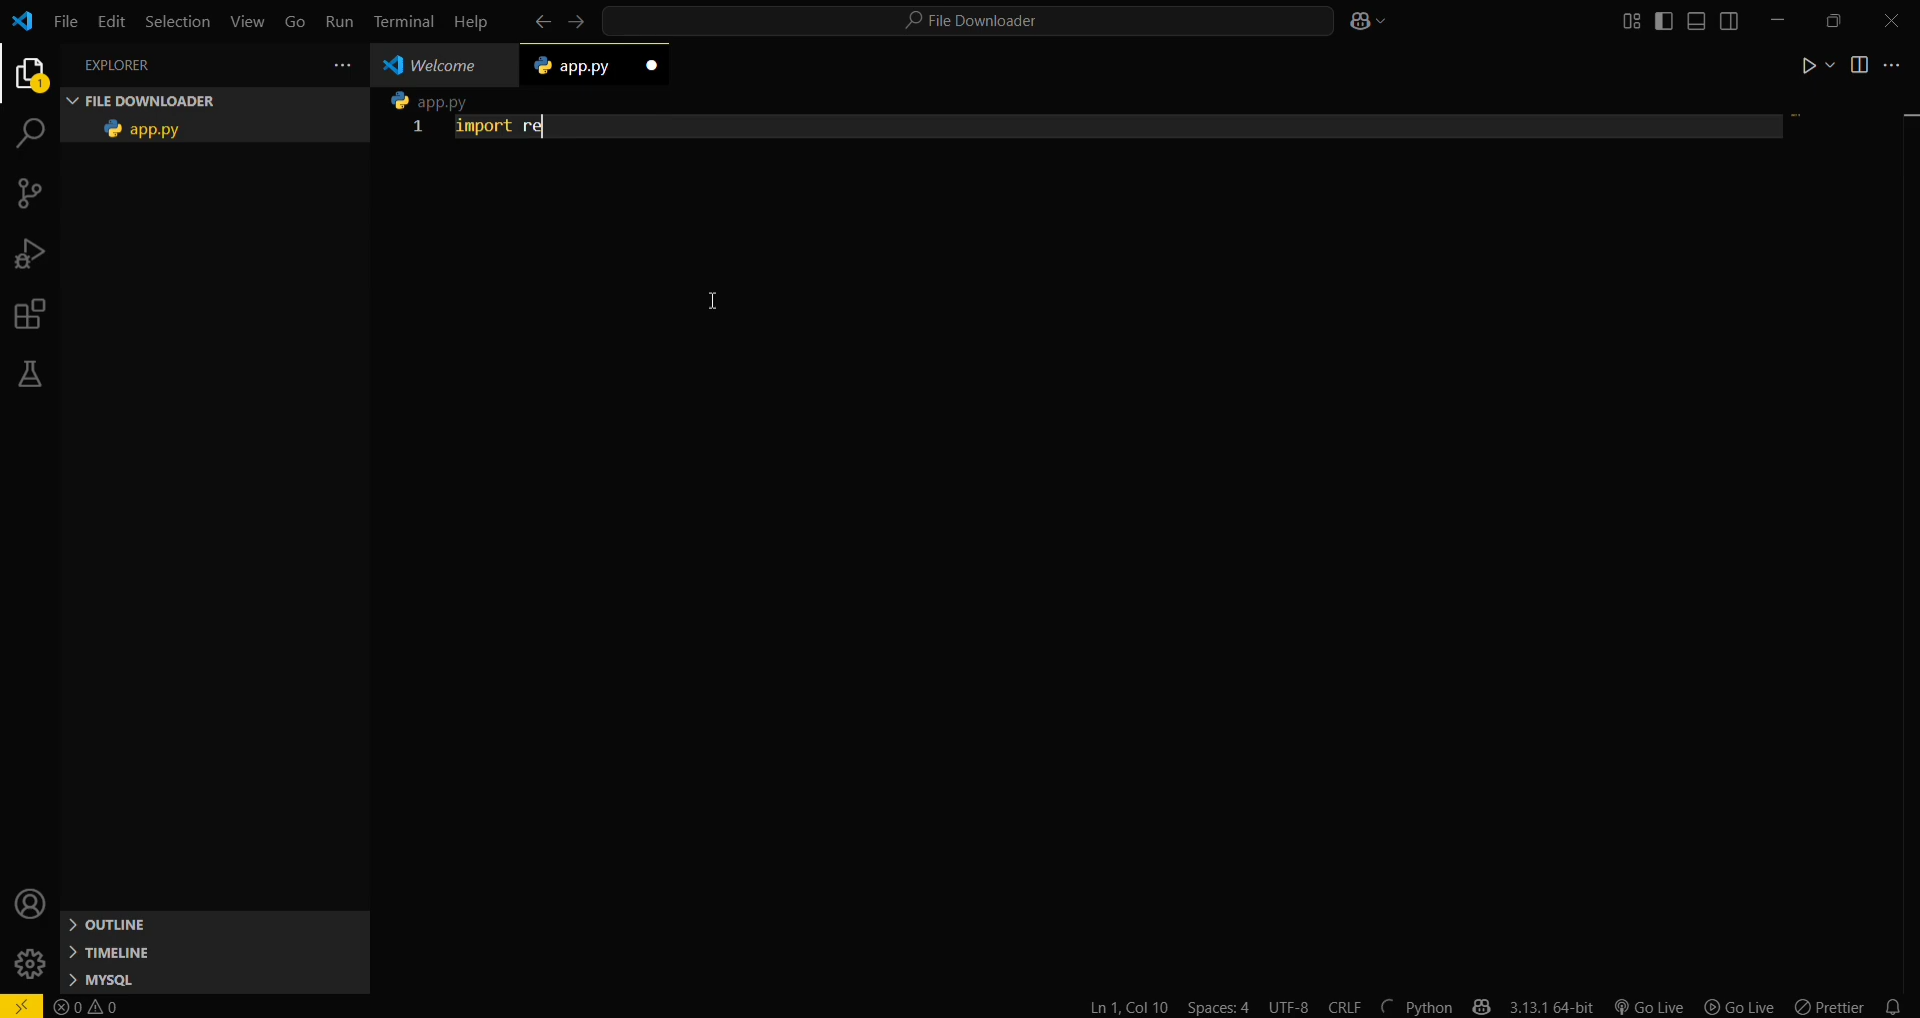 File Edit Selection View Go Run Terminal Help
File Downloader
EXPLORER
Welcome
app.py
1
FILE DOWNLOADER
app.py
app.py
1 import re
OUTLINE
TIMELINE
MYSQL
0 0
Ln 1, Col 10 Spaces: 4 UTF-8 CRLF Python 3.13.1 64-bit Go Live Go Live Prettier